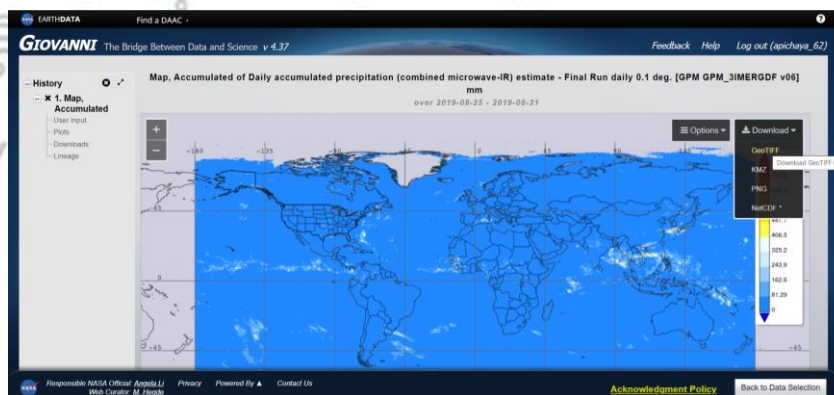 EARTHDATA Find a DAAC
GIOVANNI The Bridge Between Data and Science v 4.37 Feedback Help Log out (apichaya_62)
History
1. Map, Accumulated
User Input
Plots
Downloads
Lineage
Map, Accumulated of Daily accumulated precipitation (combined microwave-IR) estimate - Final Run daily 0.1 deg. [GPM GPM_3IMERGDF v06]
mm
over 2019-08-25 - 2019-08-31
+
−
Options
Download
GeoTIFF
Download GeoTIFF
KMZ
PNG
NetCDF *
-180 -135
-45
0
-45
487.7
406.5
325.2
243.9
162.6
81.29
0
Responsible NASA Official: Angela Li Privacy Powered By ▲ Contact Us
Web Curator: M. Hegde
Acknowledgment Policy
Back to Data Selection